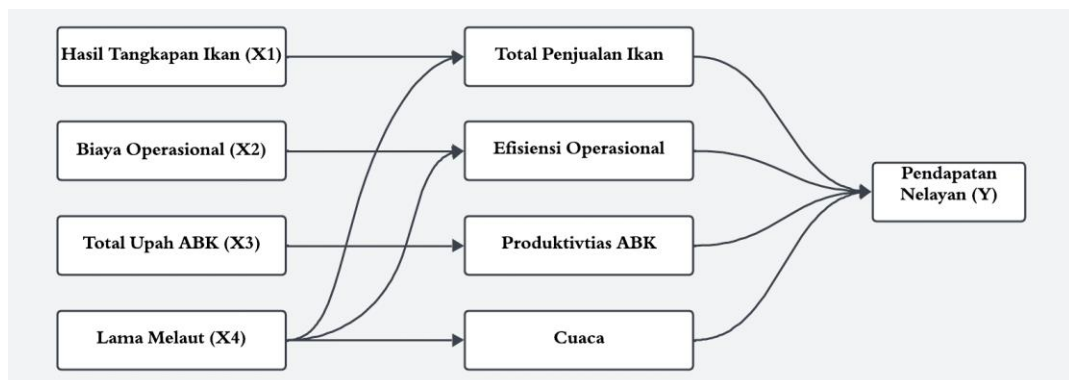 Hasil Tangkapan Ikan (X1)
Total Penjualan Ikan
Biaya Operasional (X2)
Efisiensi Operasional
Pendapatan
Nelayan (Y)
Total Upah ABK (X3)
Produktivtias ABK
Lama Melaut (X4)
Cuaca